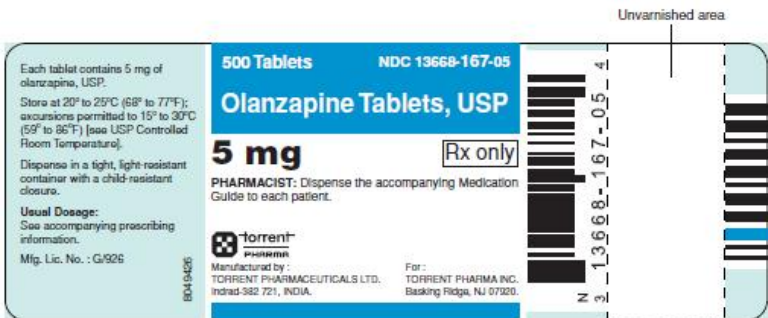 Unvarnished area
Each tablet contains 5 mg of
olanzapine, USP.
Store at 20° to 25°C (68° to 77°F);
excursions permitted to 15° to 30°C
(59° to 86°F) [see USP Controlled
Room Temperature].
Dispense in a tight, light-resistant
container with a child-resistant
closure.
Usual Dosage:
See accompanying prescribing
information.
Mfg. Lic. No. : G/926
8049426
500 Tablets NDC 13668-167-05
Olanzapine Tablets, USP
5 mg Rx only
PHARMACIST: Dispense the accompanying Medication
Guide to each patient.
torrent
PHARMA
Manufactured by :
TORRENT PHARMACEUTICALS LTD.
Indrad-382 721, INDIA.
For :
TORRENT PHARMA INC.
Basking Ridge, NJ 07920.
N
3 13668-167-05 4